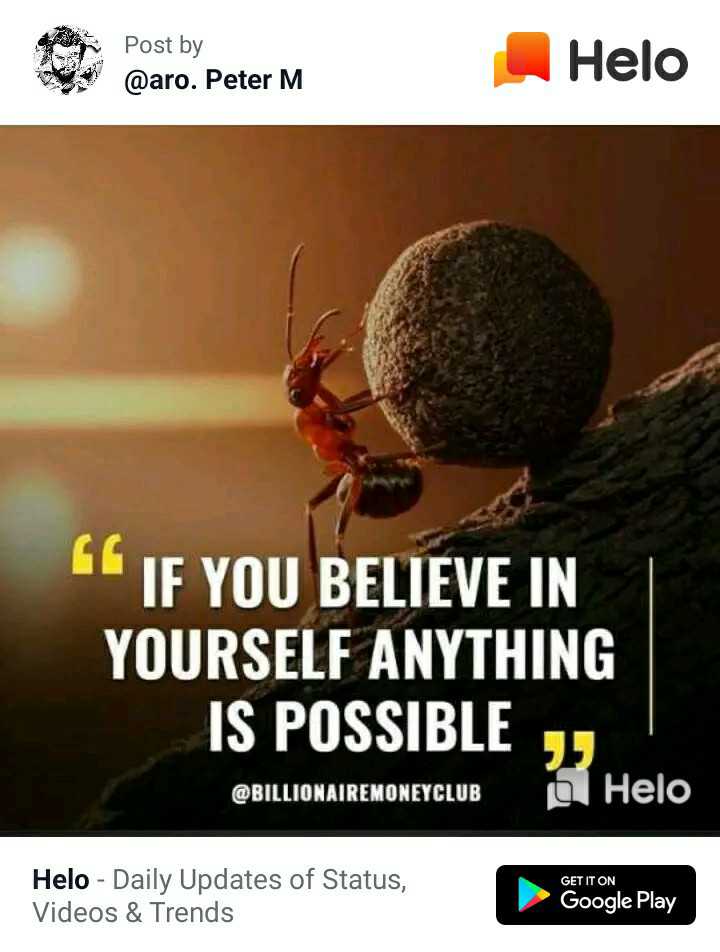 Post by
@aro. Peter M
Helo
“ IF YOU BELIEVE IN
YOURSELF ANYTHING
IS POSSIBLE ”
@BILLIONAIREMONEYCLUB
Helo
Helo - Daily Updates of Status,
Videos & Trends
GET IT ON
Google Play